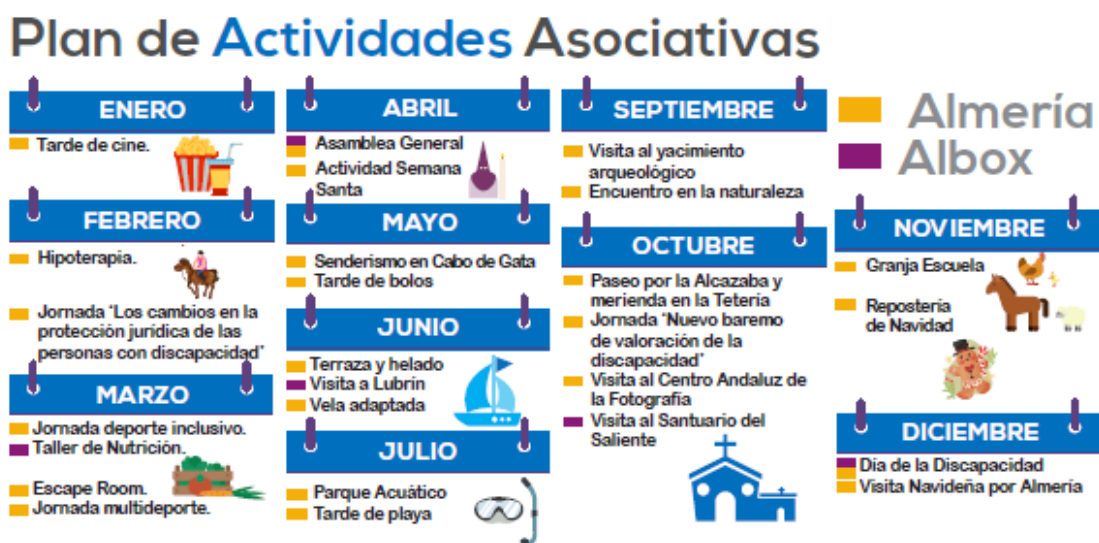 Plan de Actividades Asociativas
ENERO
Tarde de cine.
FEBRERO
Hipoterapia.
Jornada 'Los cambios en la
protección jurídica de las
personas con discapacidad'
MARZO
Jornada deporte inclusivo.
Taller de Nutrición.
Escape Room.
Jornada multideporte.
ABRIL
Asamblea General
Actividad Semana
Santa
MAYO
Senderismo en Cabo de Gata
Tarde de bolos
JUNIO
Terraza y helado
Visita a Lubrín
Vela adaptada
JULIO
Parque Acuático
Tarde de playa
SEPTIEMBRE
Visita al yacimiento
arqueológico
Encuentro en la naturaleza
OCTUBRE
Paseo por la Alcazaba y
merienda en la Tetería
Jornada 'Nuevo baremo
de valoración de la
discapacidad'
Visita al Centro Andaluz de
la Fotografía
Visita al Santuario del
Saliente
Almería
Albox
NOVIEMBRE
Granja Escuela
Repostería
de Navidad
DICIEMBRE
Día de la Discapacidad
Visita Navideña por Almería